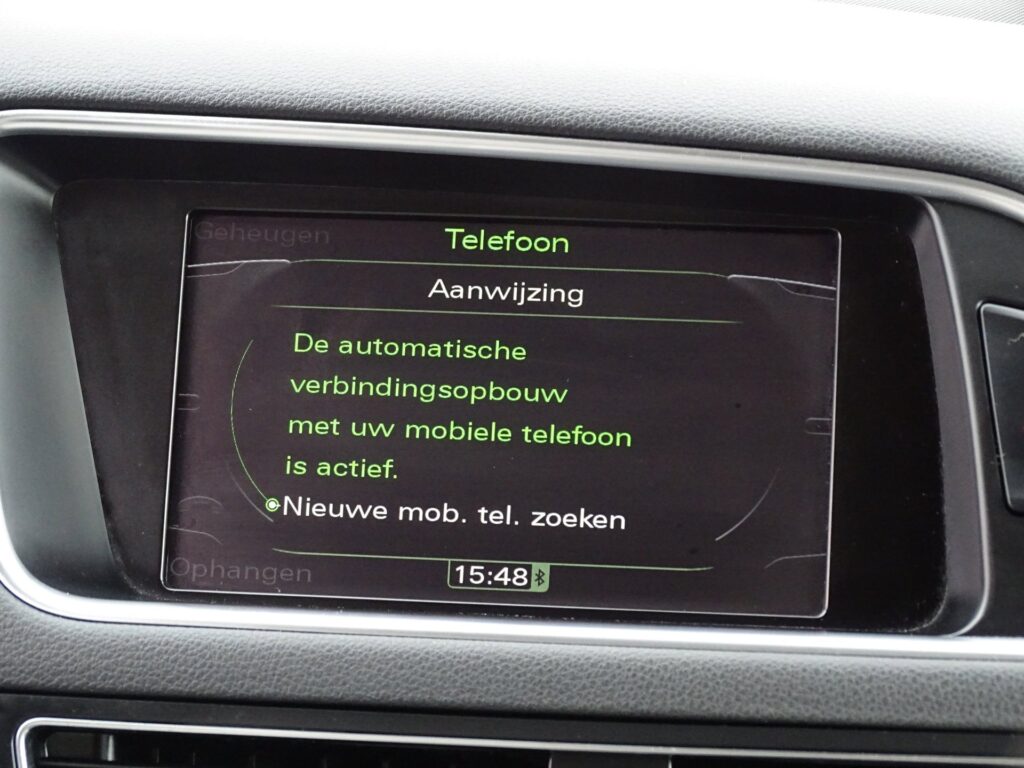 Geheugen
Telefoon
Aanwijzing
De automatische
verbindingsopbouw
met uw mobiele telefoon
is actief.
Nieuwe mob. tel. zoeken
Ophangen
15:48